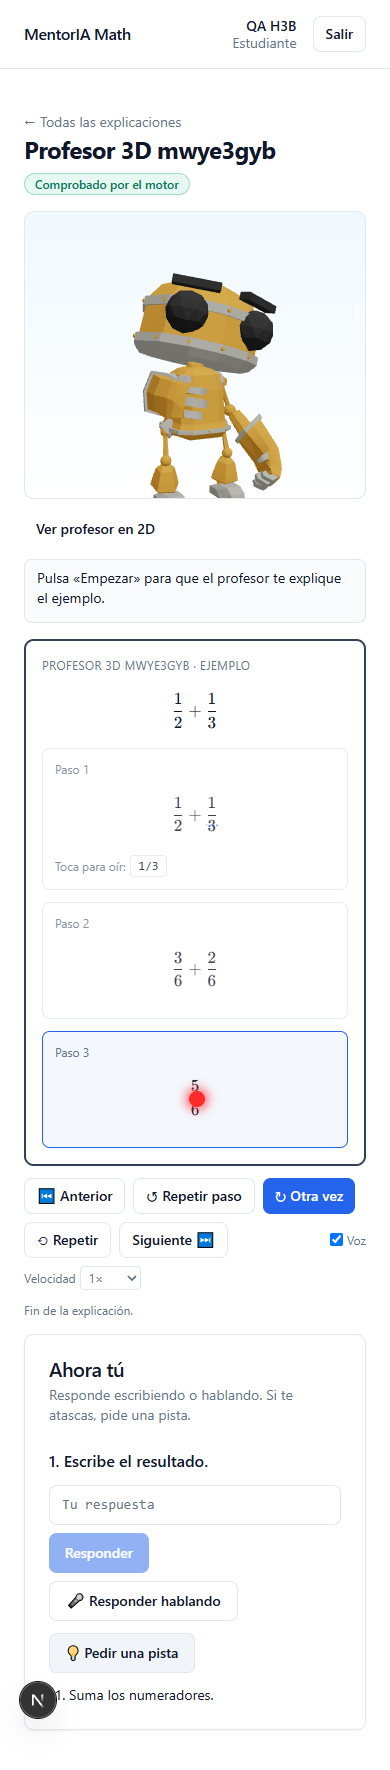 MentorIA Math
QA H3B
Estudiante
Salir
← Todas las explicaciones
Profesor 3D mwye3gyb
Comprobado por el motor
Ver profesor en 2D
Pulsa «Empezar» para que el profesor te explique
el ejemplo.
PROFESOR 3D MWYE3GYB · EJEMPLO
1/2 + 1/3
Paso 1
1/2 + 1/3
Toca para oír: 1/3
Paso 2
3/6 + 2/6
Paso 3
5/6
⏮ Anterior
↺ Repetir paso
↻ Otra vez
⟲ Repetir
Siguiente ⏭
Voz
Velocidad 1×
Fin de la explicación.
Ahora tú
Responde escribiendo o hablando. Si te
atascas, pide una pista.
1. Escribe el resultado.
Tu respuesta
Responder
🎤 Responder hablando
💡 Pedir una pista
N
1. Suma los numeradores.